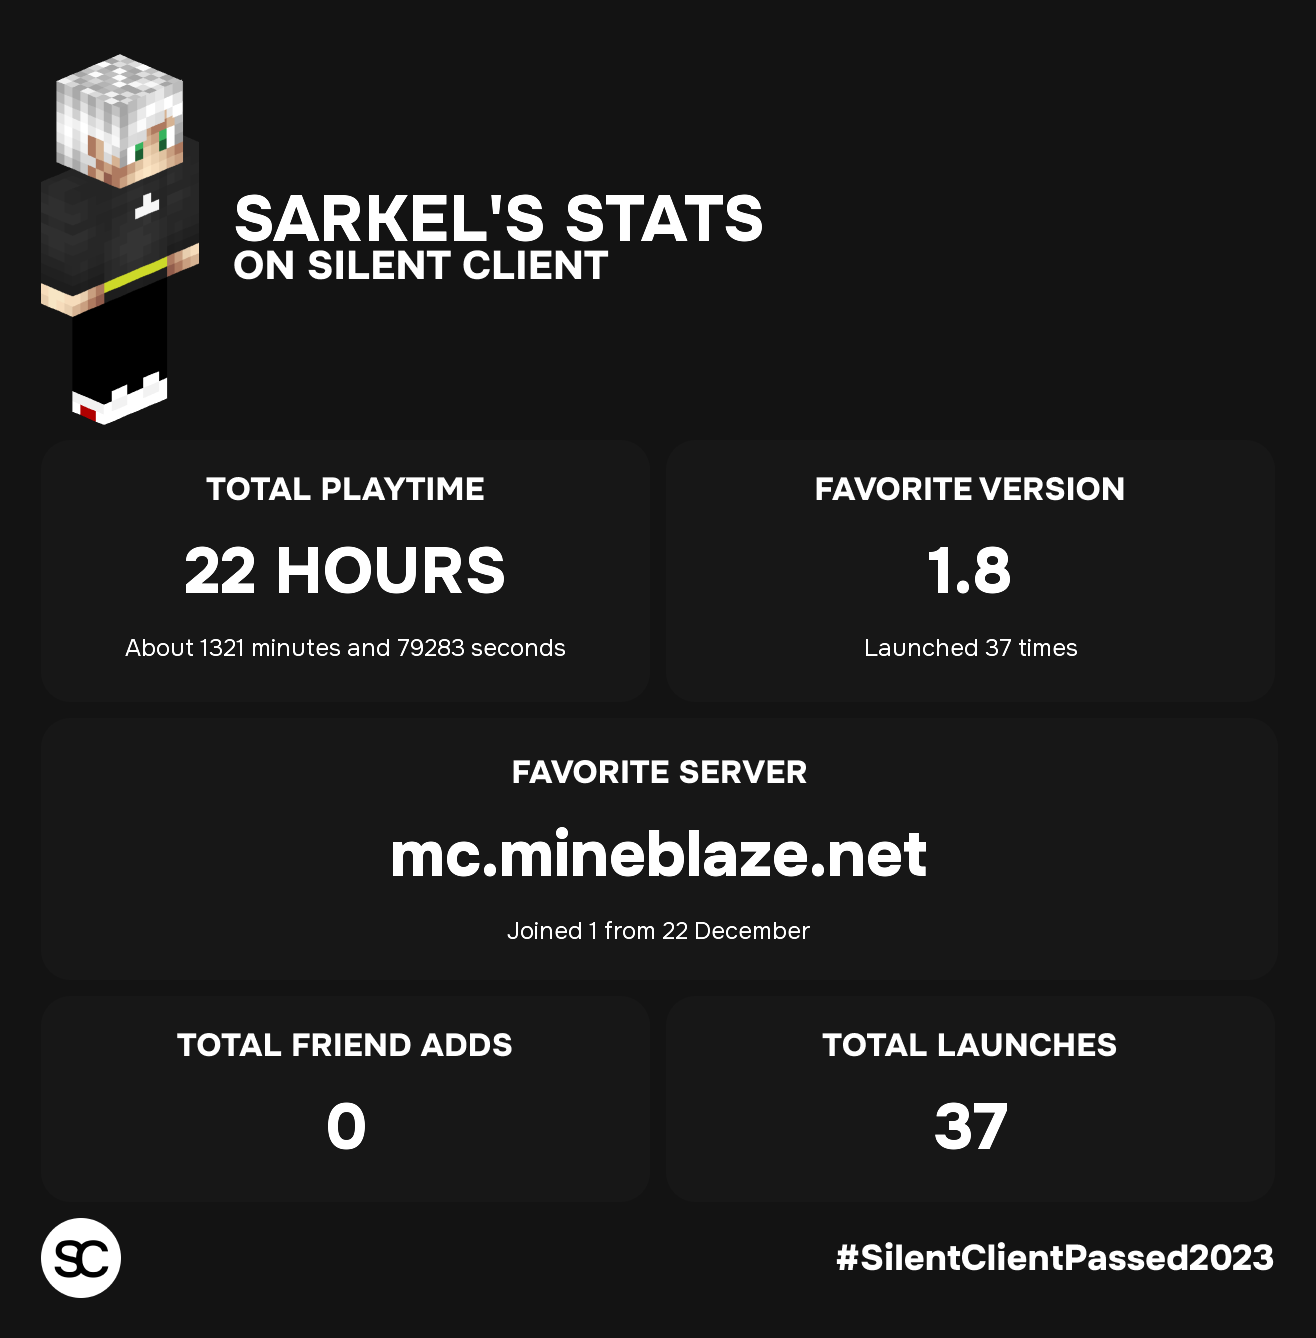 SARKEL'S STATS
ON SILENT CLIENT
TOTAL PLAYTIME
22 HOURS
About 1321 minutes and 79283 seconds
FAVORITE VERSION
1.8
Launched 37 times
FAVORITE SERVER
mc.mineblaze.net
Joined 1 from 22 December
TOTAL FRIEND ADDS
0
TOTAL LAUNCHES
37
SC
#SilentClientPassed2023